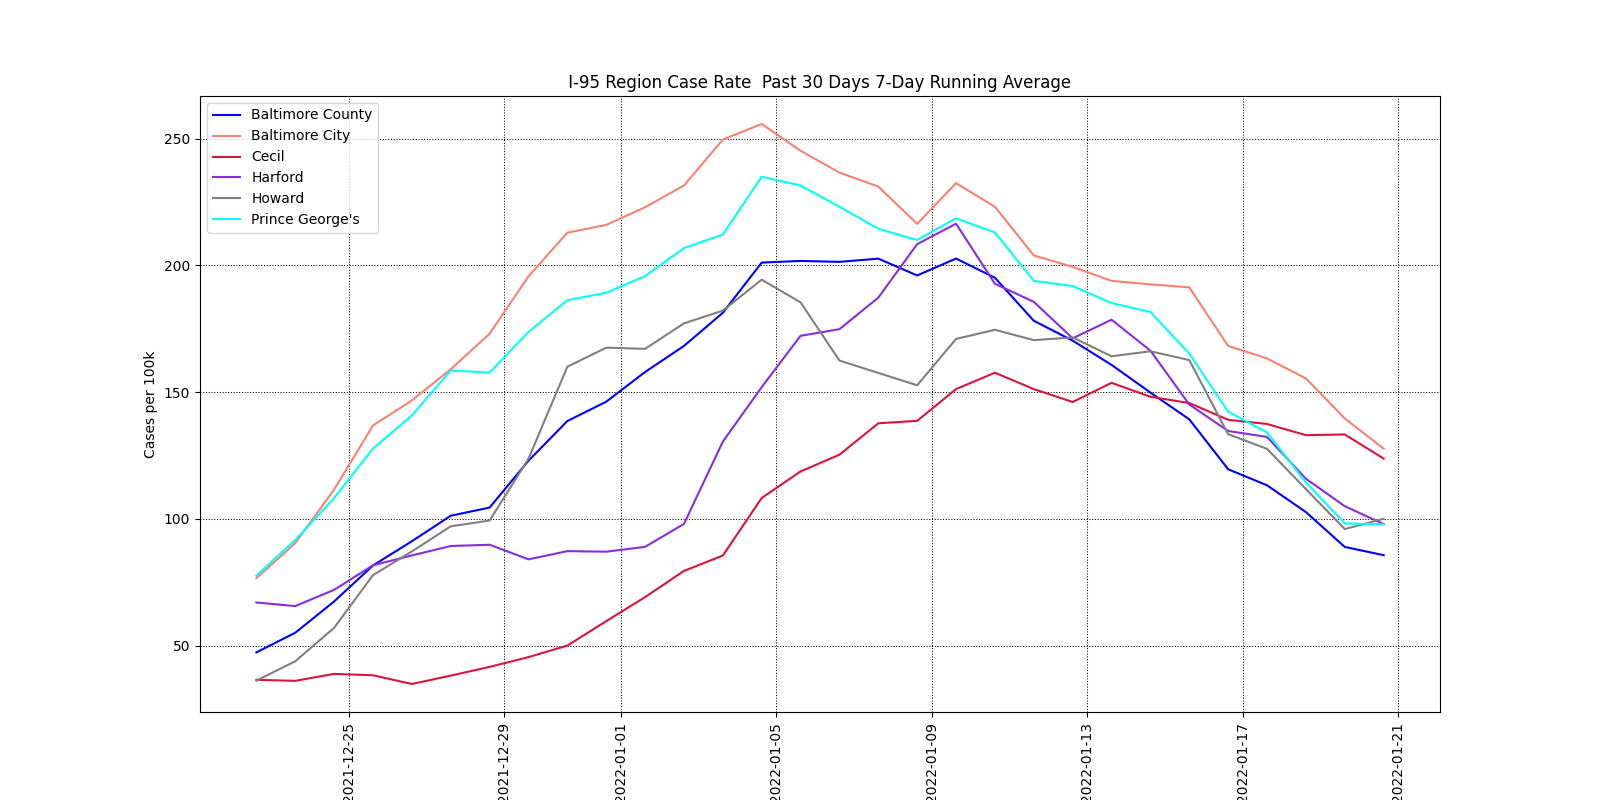 I-95 Region Case Rate  Past 30 Days 7-Day Running Average
Baltimore County
Baltimore City
Cecil
Harford
Howard
Prince George's
Cases per 100k
250
200
150
100
50
2021-12-25
2021-12-29
2022-01-01
2022-01-05
2022-01-09
2022-01-13
2022-01-17
2022-01-21